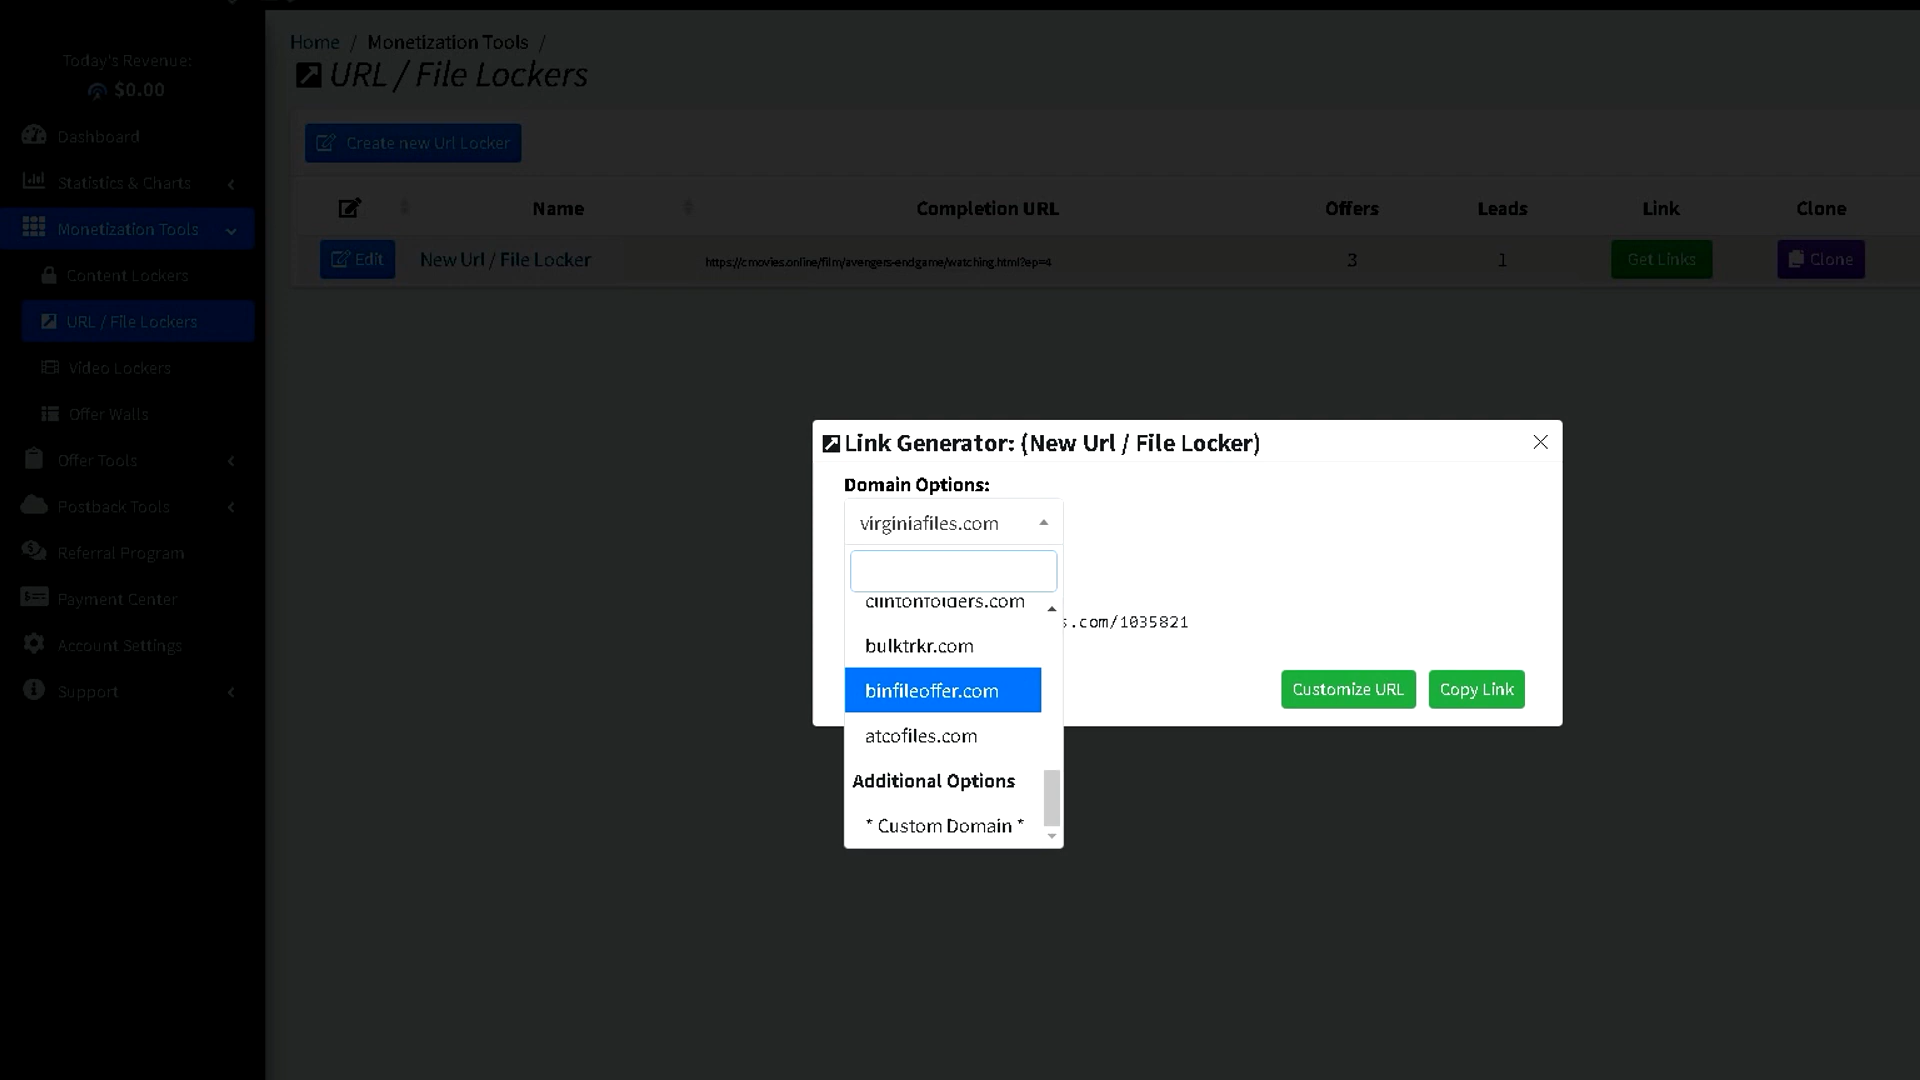 Today's Revenue:
$0.00
Dashboard
Statistics & Charts
Monetization Tools
Content Lockers
URL / File Lockers
Video Lockers
Offer Walls
Offer Tools
Postback Tools
Referral Program
Payment Center
Account Settings
Support
Home / Monetization Tools /
URL / File Lockers
Create new Url Locker
Name Completion URL Offers Leads Link Clone
Edit New Url / File Locker https://cmovies.online/film/avengers-endgame/watching.html?ep=4 3 1 Get Links Clone
Link Generator: (New Url / File Locker)
Domain Options:
virginiafiles.com
clintonfolders.com
s.com/1035821
bulktrkr.com
binfileoffer.com
Customize URL Copy Link
atcofiles.com
Additional Options
* Custom Domain *